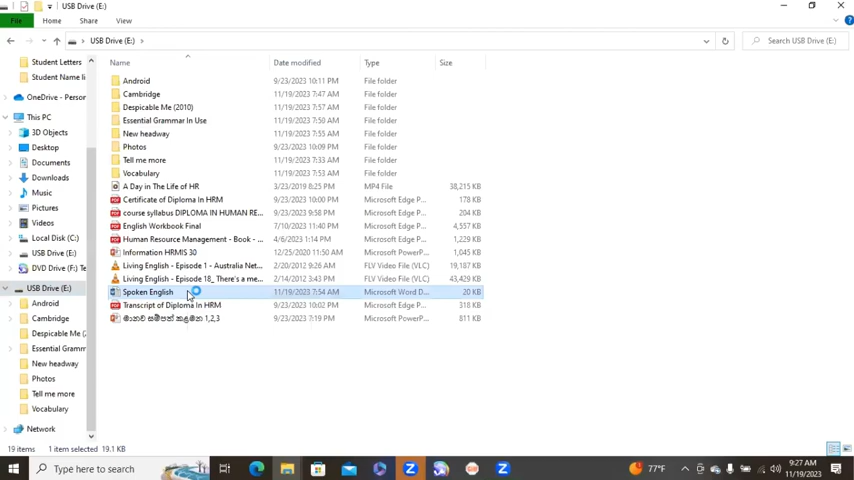 USB Drive (E:)
File Home Share View
USB Drive (E:)
Search USB Drive (E:)
Name Date modified Type Size
Student Letters
Student Name li
OneDrive - Person
This PC
3D Objects
Desktop
Documents
Downloads
Music
Pictures
Videos
Local Disk (C:)
USB Drive (E:)
DVD Drive (F:) Te
USB Drive (E:)
Android
Cambridge
Despicable Me (
Essential Gramm
New headway
Photos
Tell me more
Vocabulary
Network
Android 9/23/2023 10:11 PM File folder
Cambridge 11/19/2023 7:47 AM File folder
Despicable Me (2010) 11/19/2023 7:57 AM File folder
Essential Grammar In Use 11/19/2023 7:50 AM File folder
New headway 11/19/2023 7:55 AM File folder
Photos 9/23/2023 10:09 PM File folder
Tell me more 11/19/2023 7:33 AM File folder
Vocabulary 11/19/2023 7:53 AM File folder
A Day in The Life of HR 3/23/2019 8:25 PM MP4 File 38,215 KB
Certificate of Diploma In HRM 9/23/2023 10:00 PM Microsoft Edge P... 178 KB
course syllabus DIPLOMA IN HUMAN RE... 9/23/2023 9:58 PM Microsoft Edge P... 204 KB
English Workbook Final 7/10/2023 11:40 PM Microsoft Edge P... 4,557 KB
Human Resource Management - Book - ... 4/6/2023 1:14 PM Microsoft Edge P... 1,229 KB
Information HRMIS 30 12/25/2020 11:50 AM Microsoft PowerP... 1,045 KB
Living English - Episode 1 - Australia Net... 2/20/2012 9:26 AM FLV Video File (VLC) 19,187 KB
Living English - Episode 18_ There's a me... 2/14/2012 3:43 PM FLV Video File (VLC) 43,429 KB
Spoken English 11/19/2023 7:54 AM Microsoft Word D... 20 KB
Transcript of Diploma In HRM 9/23/2023 10:02 PM Microsoft Edge P... 318 KB
මානව සම්පත් කළමන 1,2,3 9/23/2023 7:19 PM Microsoft PowerP... 811 KB
19 items 1 item selected 19.1 KB
Type here to search
77°F
9:27 AM
11/19/2023